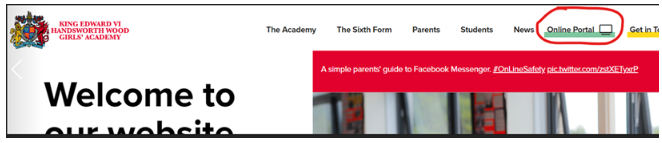 KING EDWARD VI
HANDSWORTH WOOD
GIRLS' ACADEMY
The Academy The Sixth Form Parents Students News Online Portal Get in To
A simple parents' guide to Facebook Messenger. #OnLineSafety pic.twitter.com/zstXETyxrP
Welcome to
our website